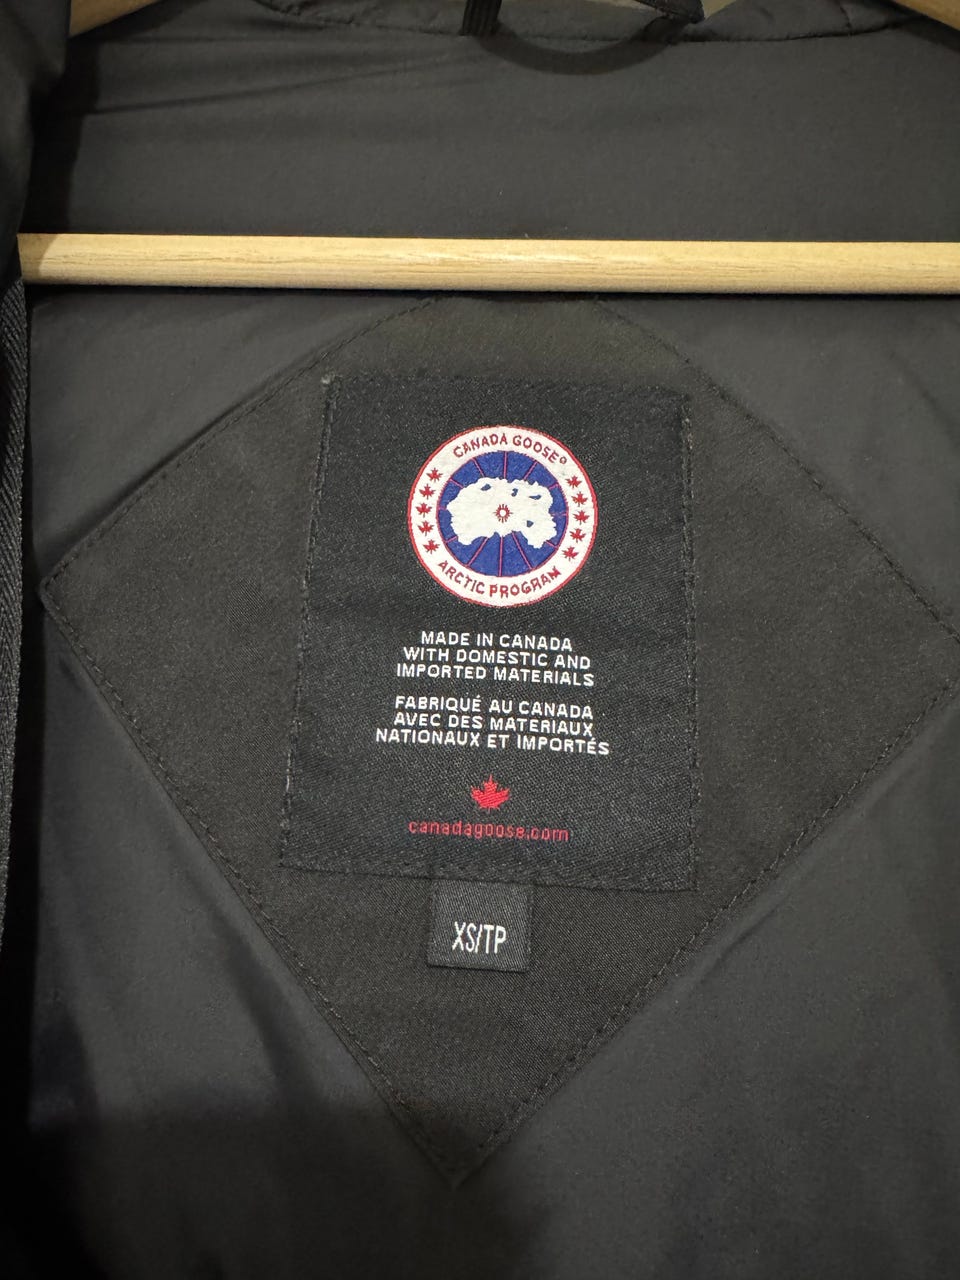 CANADA GOOSE®
ARCTIC PROGRAM
MADE IN CANADA
WITH DOMESTIC AND
IMPORTED MATERIALS
FABRIQUÉ AU CANADA
AVEC DES MATERIAUX
NATIONAUX ET IMPORTÉS
canadagoose.com
XS/TP